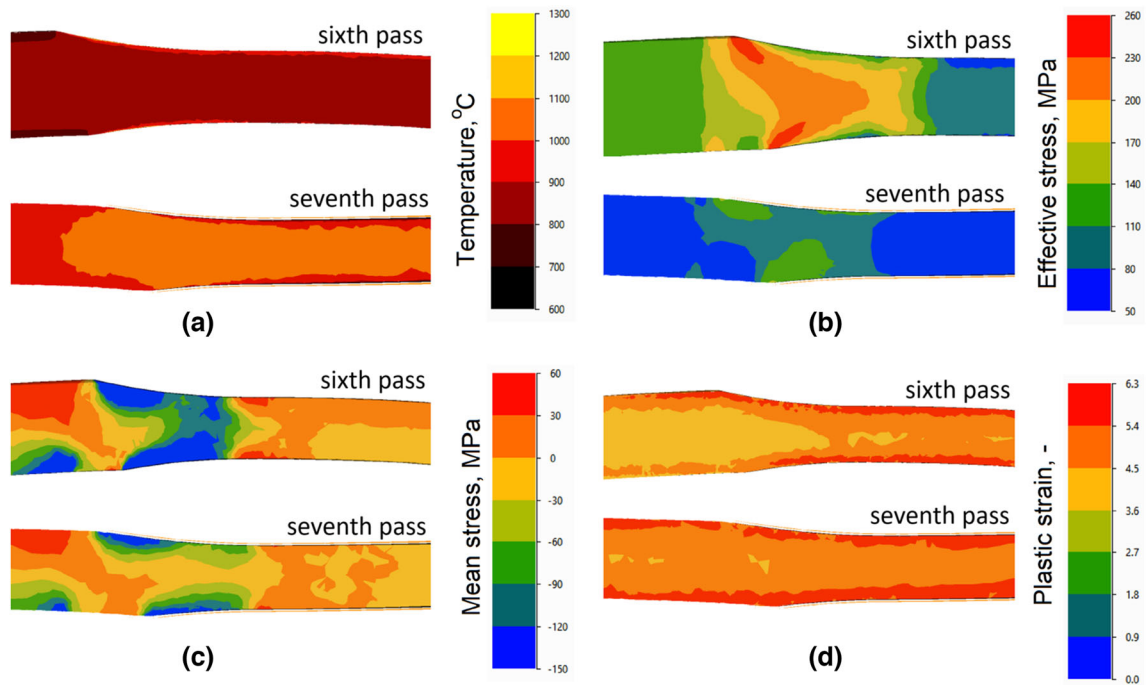 sixth pass
seventh pass
Temperature, °C
1300
1200
1100
1000
900
800
700
600
(a)
sixth pass
seventh pass
Effective stress, MPa
260
230
200
170
140
110
80
50
(b)
sixth pass
seventh pass
Mean stress, MPa
60
30
0
-30
-60
-90
-120
-150
(c)
sixth pass
seventh pass
Plastic strain, -
6.3
5.4
4.5
3.6
2.7
1.8
0.9
0.0
(d)